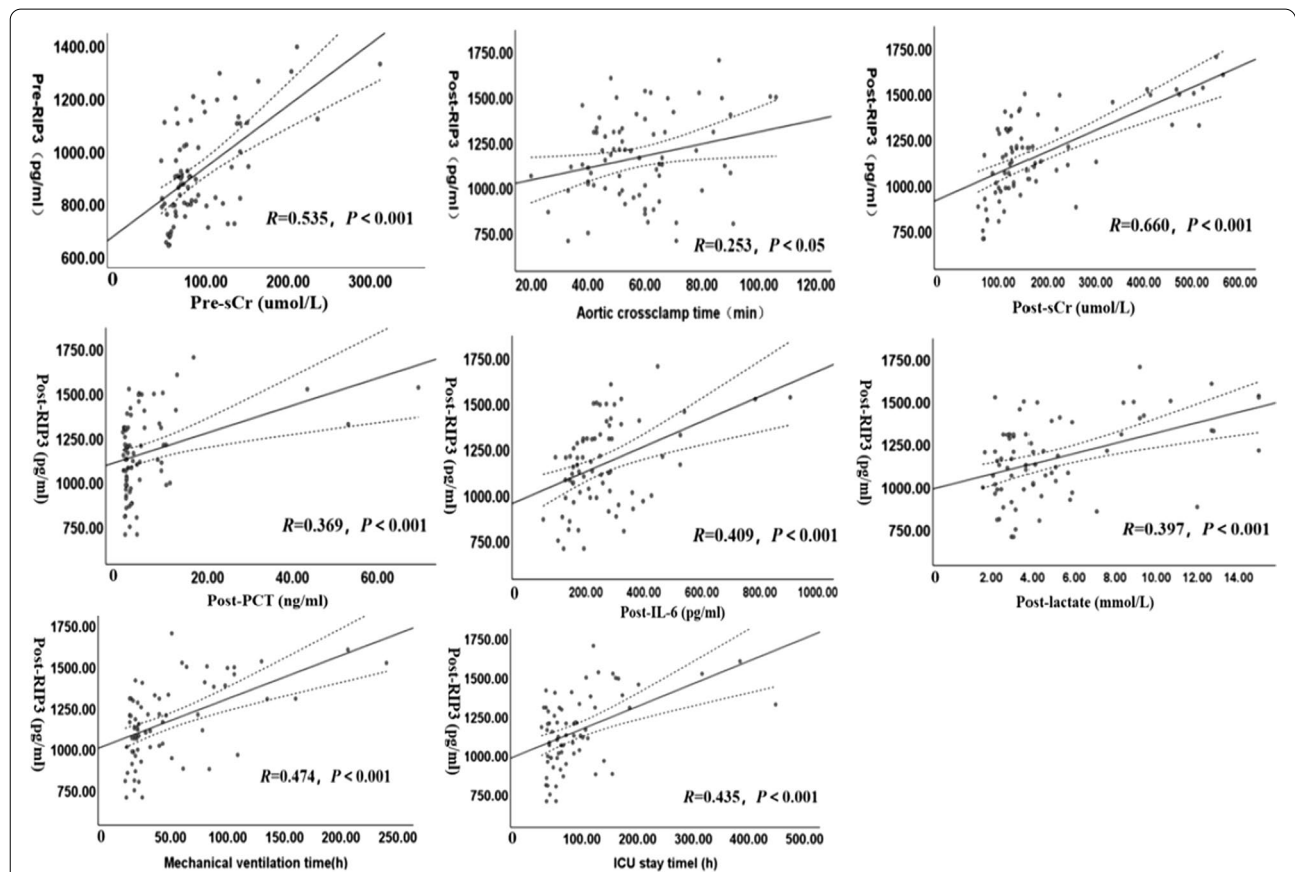 1400.00
1200.00
1000.00
800.00
600.00
Pre-RIP3 (pg/ml)
R=0.535, P<0.001
0 100.00 200.00 300.00
Pre-sCr (umol/L)
1750.00
1500.00
1250.00
1000.00
750.00
Post-RIP3 (pg/ml)
R=0.253, P<0.05
20.00 40.00 60.00 80.00 100.00 120.00
Aortic crossclamp time (min)
1750.00
1500.00
1250.00
1000.00
750.00
Post-RIP3 (pg/ml)
R=0.660, P<0.001
0 100.00 200.00 300.00 400.00 500.00 600.00
Post-sCr (umol/L)
1750.00
1500.00
1250.00
1000.00
750.00
Post-RIP3 (pg/ml)
R=0.369, P<0.001
0 20.00 40.00 60.00
Post-PCT (ng/ml)
1750.00
1500.00
1250.00
1000.00
750.00
Post-RIP3 (pg/ml)
R=0.409, P<0.001
0 200.00 400.00 600.00 800.00 1000.00
Post-IL-6 (pg/ml)
1750.00
1500.00
1250.00
1000.00
750.00
Post-RIP3 (pg/ml)
R=0.397, P<0.001
0 2.00 4.00 6.00 8.00 10.00 12.00 14.00
Post-lactate (mmol/L)
1750.00
1500.00
1250.00
1000.00
750.00
Post-RIP3 (pg/ml)
R=0.474, P<0.001
0 50.00 100.00 150.00 200.00 250.00
Mechanical ventilation time(h)
1750.00
1500.00
1250.00
1000.00
750.00
Post-RIP3 (pg/ml)
R=0.435, P<0.001
0 100.00 200.00 300.00 400.00 500.00
ICU stay timel (h)